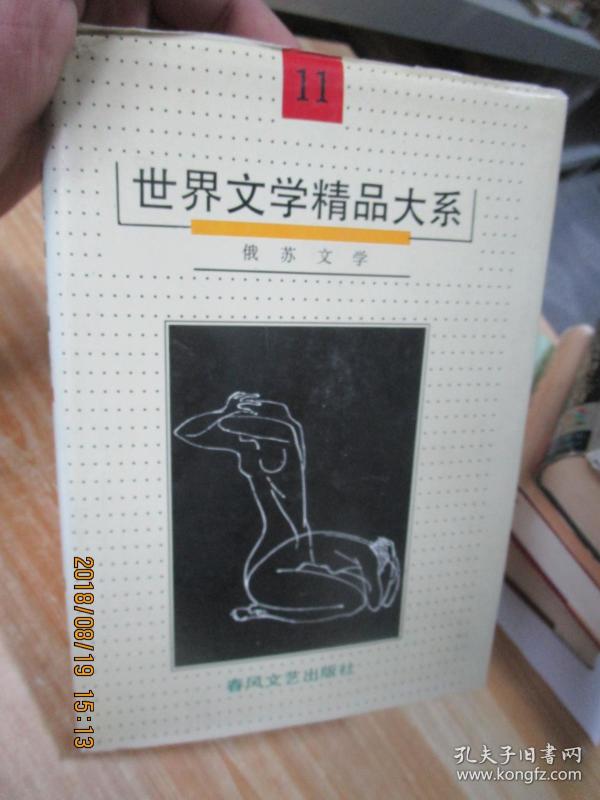 11
世界文学精品大系
俄苏文学
春风文艺出版社
2018/08/19 15:13
孔夫子旧书网
www.kongfz.com